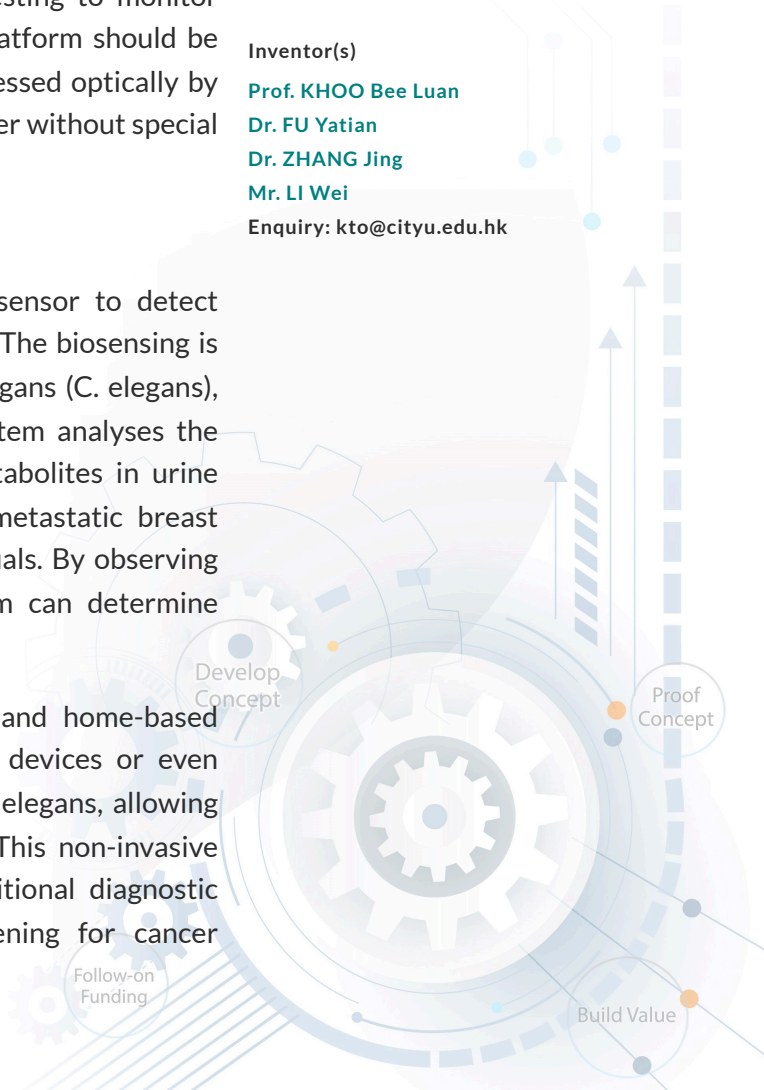 esting to monitor
atform should be
essed optically by
er without special
sensor to detect
The biosensing is
gans (C. elegans),
tem analyses the
tabolites in urine
metastatic breast
als. By observing
m can determine
and home-based
devices or even
elegans, allowing
This non-invasive
itional diagnostic
ening for cancer
Inventor(s)
Prof. KHOO Bee Luan
Dr. FU Yatian
Dr. ZHANG Jing
Mr. LI Wei
Enquiry: kto@cityu.edu.hk
Develop
Concept
Proof
Concept
Follow-on
Funding
Build Value